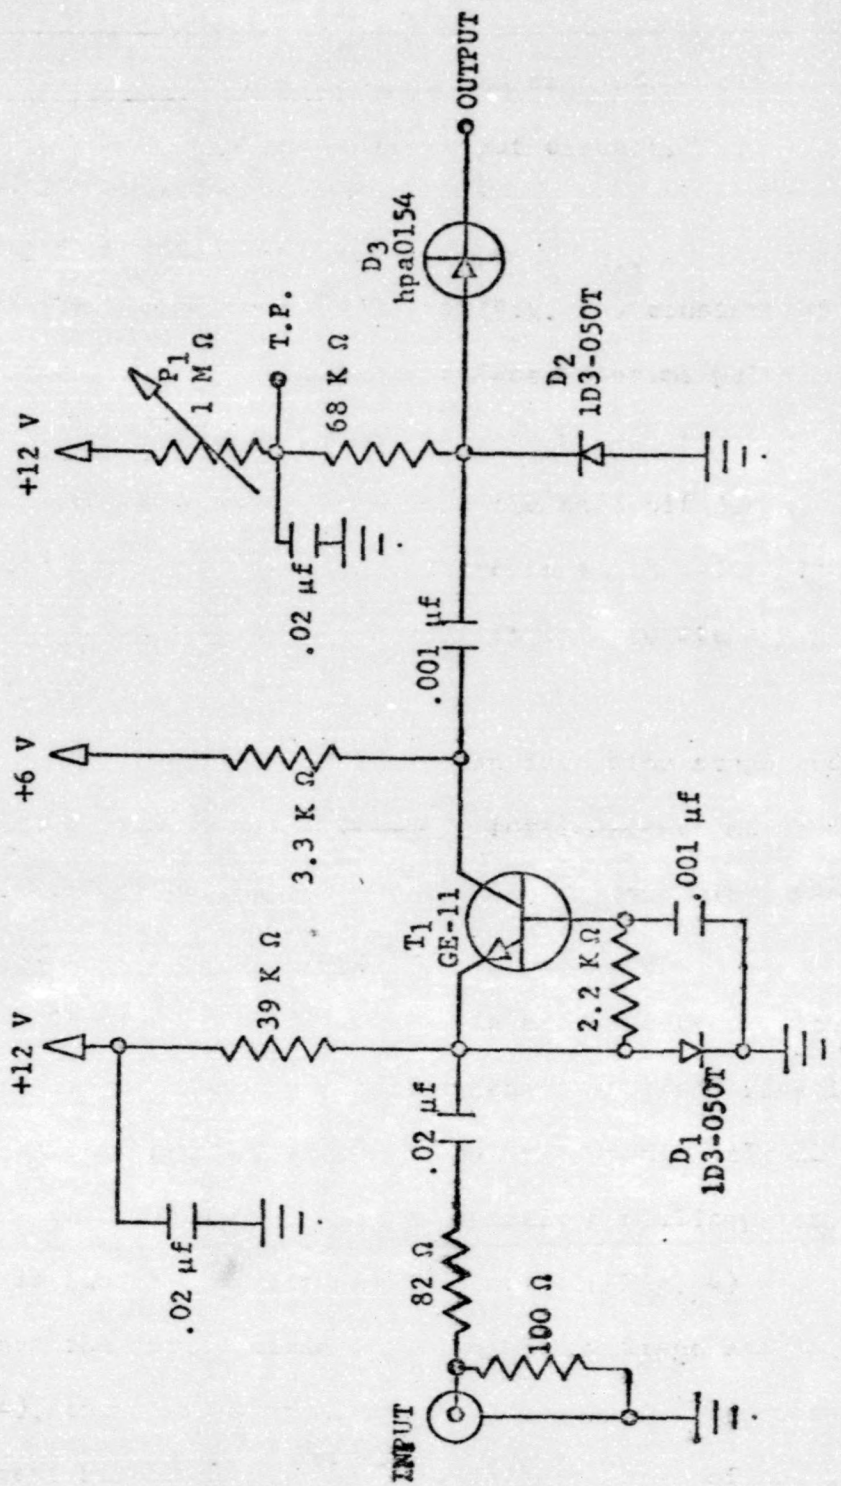 INPUT
100 Ω
82 Ω
.02 µf
.02 µf
+12 V
39 K Ω
D1
1D3-050T
2.2 K Ω
.001 µf
T1
GE-11
+6 V
3.3 K Ω
.001 µf
+12 V
P1
1 M Ω
T.P.
.02 µf
68 K Ω
D2
1D3-050T
D3
hpa0154
OUTPUT